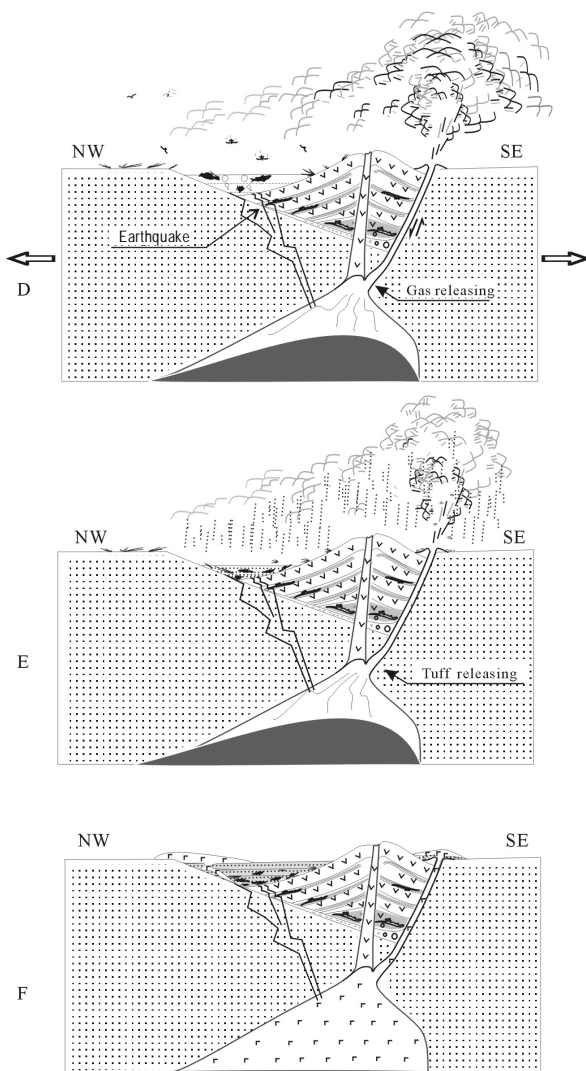 NW
SE
Earthquake
D
Gas releasing
NW
SE
E
Tuff releasing
NW
SE
F